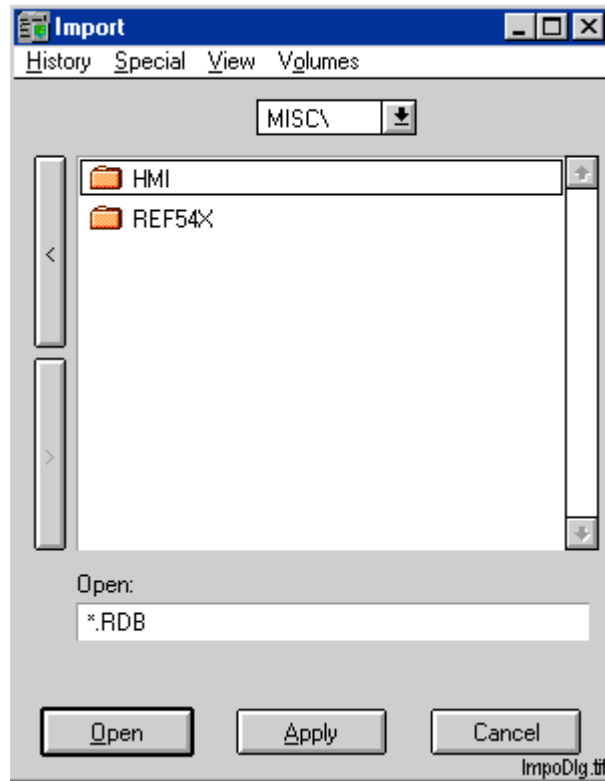 Import
History Special View Volumes
MISC\
HMI
REF54X
<
>
Open:
*.RDB
Open Apply Cancel
ImpoDlg.tif